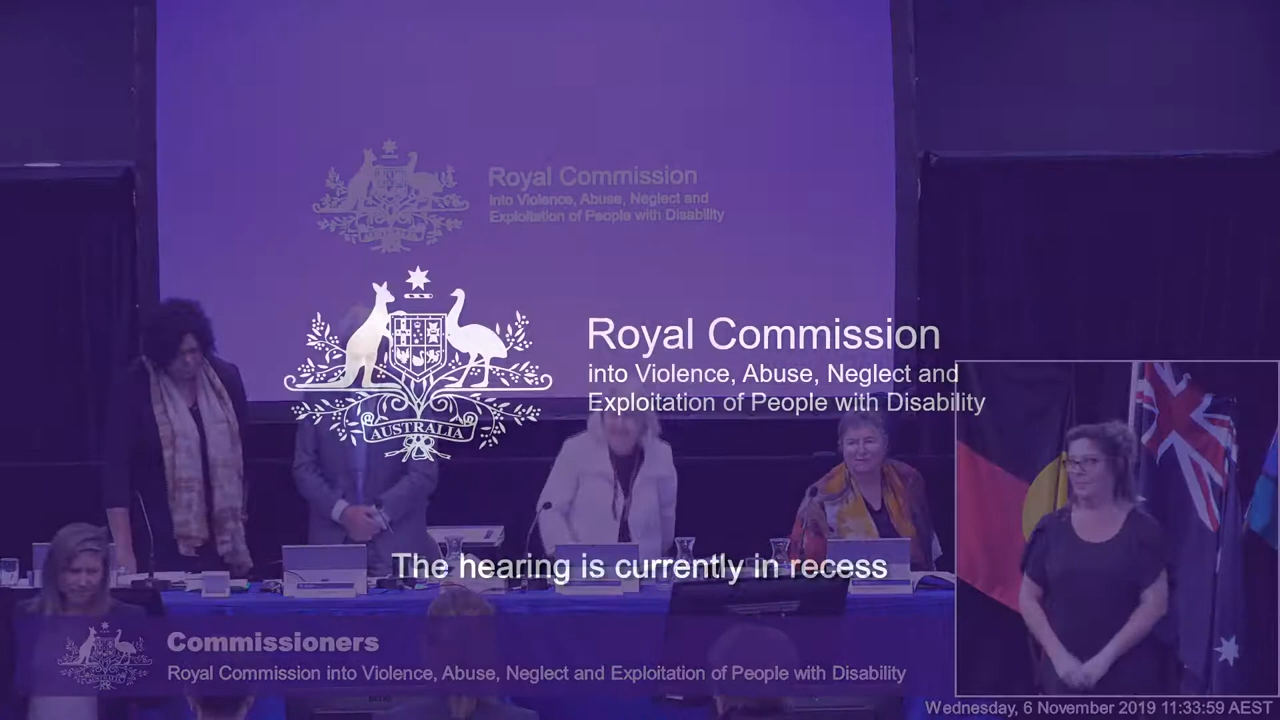 Royal Commission
into Violence, Abuse, Neglect and
Exploitation of People with Disability
Royal Commission
into Violence, Abuse, Neglect and
Exploitation of People with Disability
AUSTRALIA
The hearing is currently in recess
Commissioners
Royal Commission into Violence, Abuse, Neglect and Exploitation of People with Disability
Wednesday, 6 November 2019 11:33:59 AEST